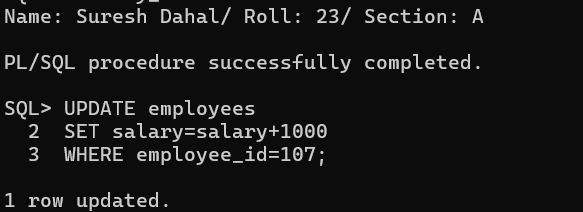 Name: Suresh Dahal/ Roll: 23/ Section: A
PL/SQL procedure successfully completed.
SQL> UPDATE employees
2 SET salary=salary+1000
3 WHERE employee_id=107;
1 row updated.